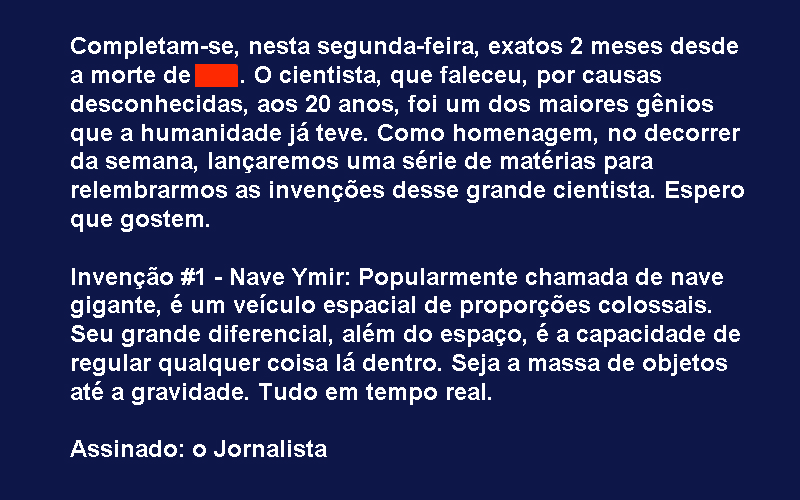 Completam-se, nesta segunda-feira, exatos 2 meses desde
a morte de . O cientista, que faleceu, por causas
desconhecidas, aos 20 anos, foi um dos maiores gênios
que a humanidade já teve. Como homenagem, no decorrer
da semana, lançaremos uma série de matérias para
relembrarmos as invenções desse grande cientista. Espero
que gostem.

Invenção #1 - Nave Ymir: Popularmente chamada de nave
gigante, é um veículo espacial de proporções colossais.
Seu grande diferencial, além do espaço, é a capacidade de
regular qualquer coisa lá dentro. Seja a massa de objetos
até a gravidade. Tudo em tempo real.

Assinado: o Jornalista